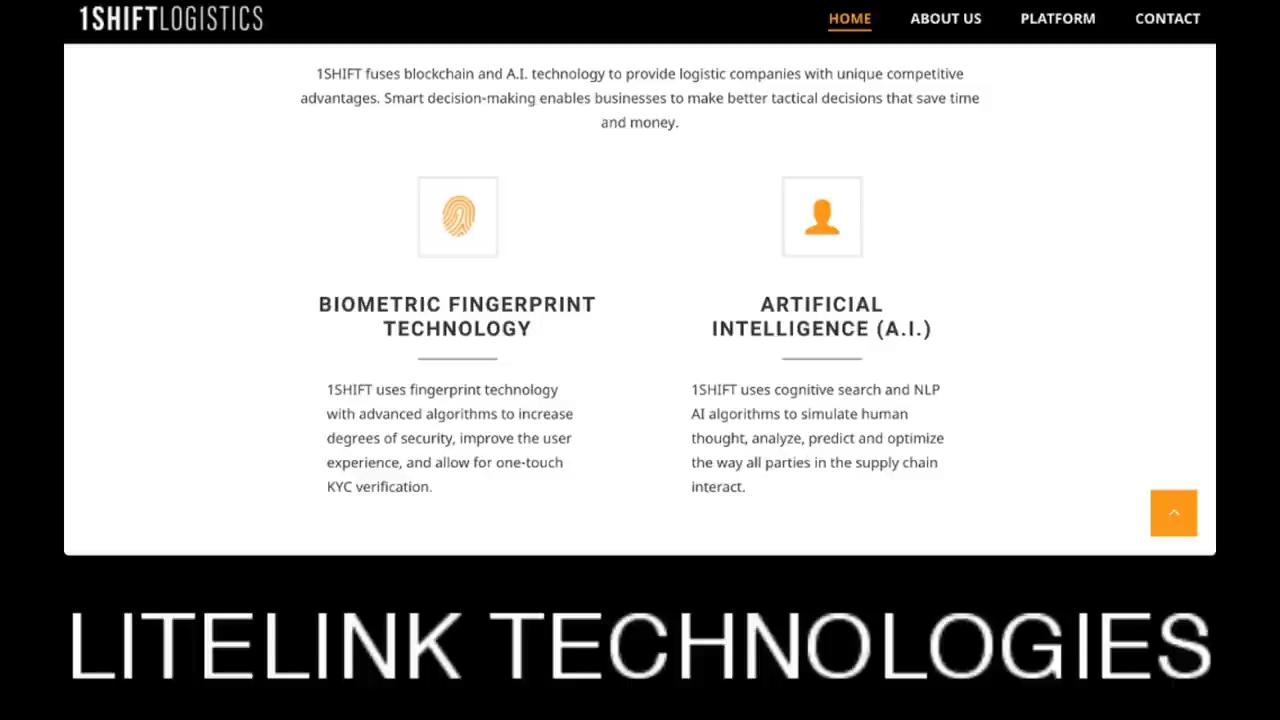 1SHIFTLOGISTICS
HOME ABOUT US PLATFORM CONTACT
1SHIFT fuses blockchain and A.I. technology to provide logistic companies with unique competitive
advantages. Smart decision-making enables businesses to make better tactical decisions that save time
and money.
BIOMETRIC FINGERPRINT
TECHNOLOGY
1SHIFT uses fingerprint technology
with advanced algorithms to increase
degrees of security, improve the user
experience, and allow for one-touch
KYC verification.
ARTIFICIAL
INTELLIGENCE (A.I.)
1SHIFT uses cognitive search and NLP
AI algorithms to simulate human
thought, analyze, predict and optimize
the way all parties in the supply chain
interact.
LITELINK TECHNOLOGIES